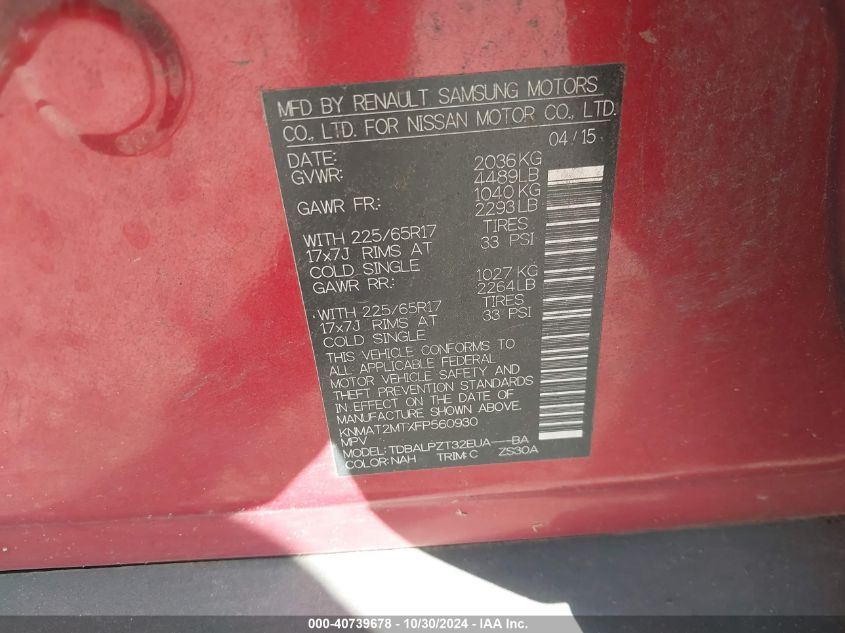 MFD BY RENAULT SAMSUNG MOTORS
CO., LTD. FOR NISSAN MOTOR CO., LTD.
DATE: 04/15
GVWR: 2036KG
4489LB
GAWR FR.: 1040KG
2293LB
WITH 225/65R17 TIRES
17x7J RIMS AT 33 PSI
COLD SINGLE
GAWR RR.: 1027KG
2264LB
WITH 225/65R17 TIRES
17x7J RIMS AT 33 PSI
COLD SINGLE
THIS VEHICLE CONFORMS TO
ALL APPLICABLE FEDERAL
MOTOR VEHICLE SAFETY AND
THEFT PREVENTION STANDARDS
IN EFFECT ON THE DATE OF
MANUFACTURE SHOWN ABOVE.
KNMAT2MTXFP560930
MPV
MODEL: TDBALPZT32EUA---BA
COLOR: NAH TRIM: C ZS30A
000-40739678 - 10/30/2024 - IAA Inc.